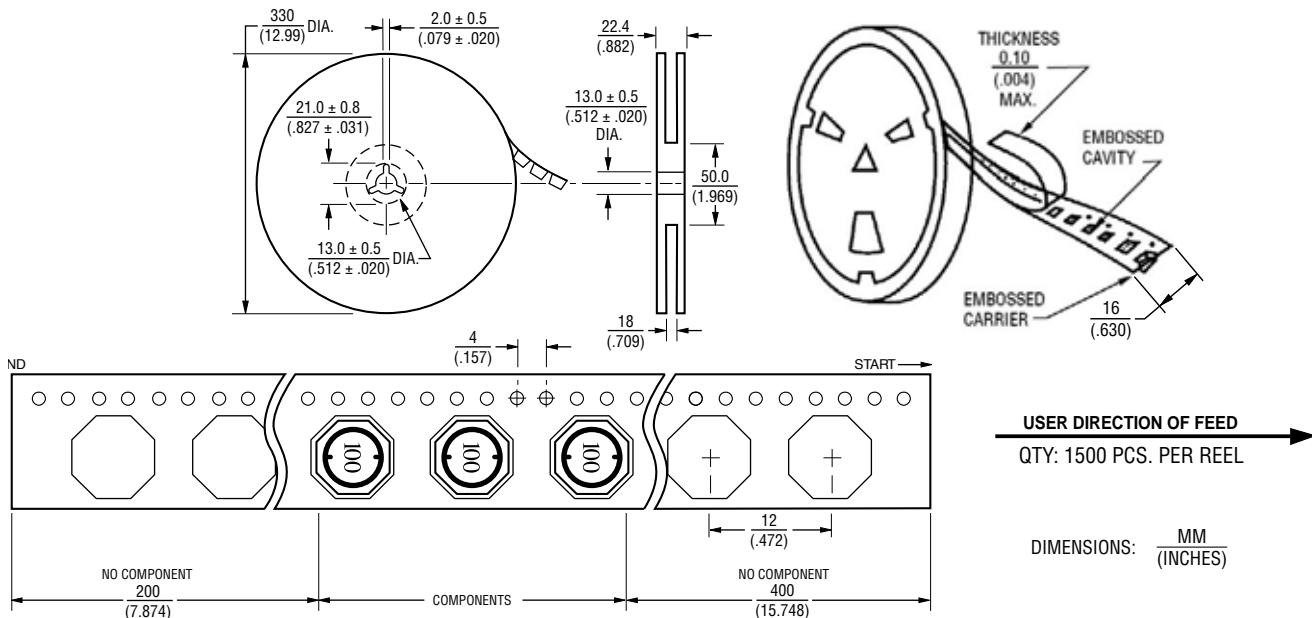 330
(12.99)
DIA.
2.0 ± 0.5
(.079 ± .020)
21.0 ± 0.8
(.827 ± .031)
13.0 ± 0.5
(.512 ± .020)
DIA.
22.4
(.882)
13.0 ± 0.5
(.512 ± .020)
DIA.
50.0
(1.969)
18
(.709)
THICKNESS
0.10
(.004)
MAX.
EMBOSSED
CAVITY
EMBOSSED
CARRIER
16
(.630)
4
(.157)
ND
START
100
100
100
12
(.472)
NO COMPONENT
200
(7.874)
COMPONENTS
NO COMPONENT
400
(15.748)
USER DIRECTION OF FEED
QTY: 1500 PCS. PER REEL
DIMENSIONS:
MM
(INCHES)